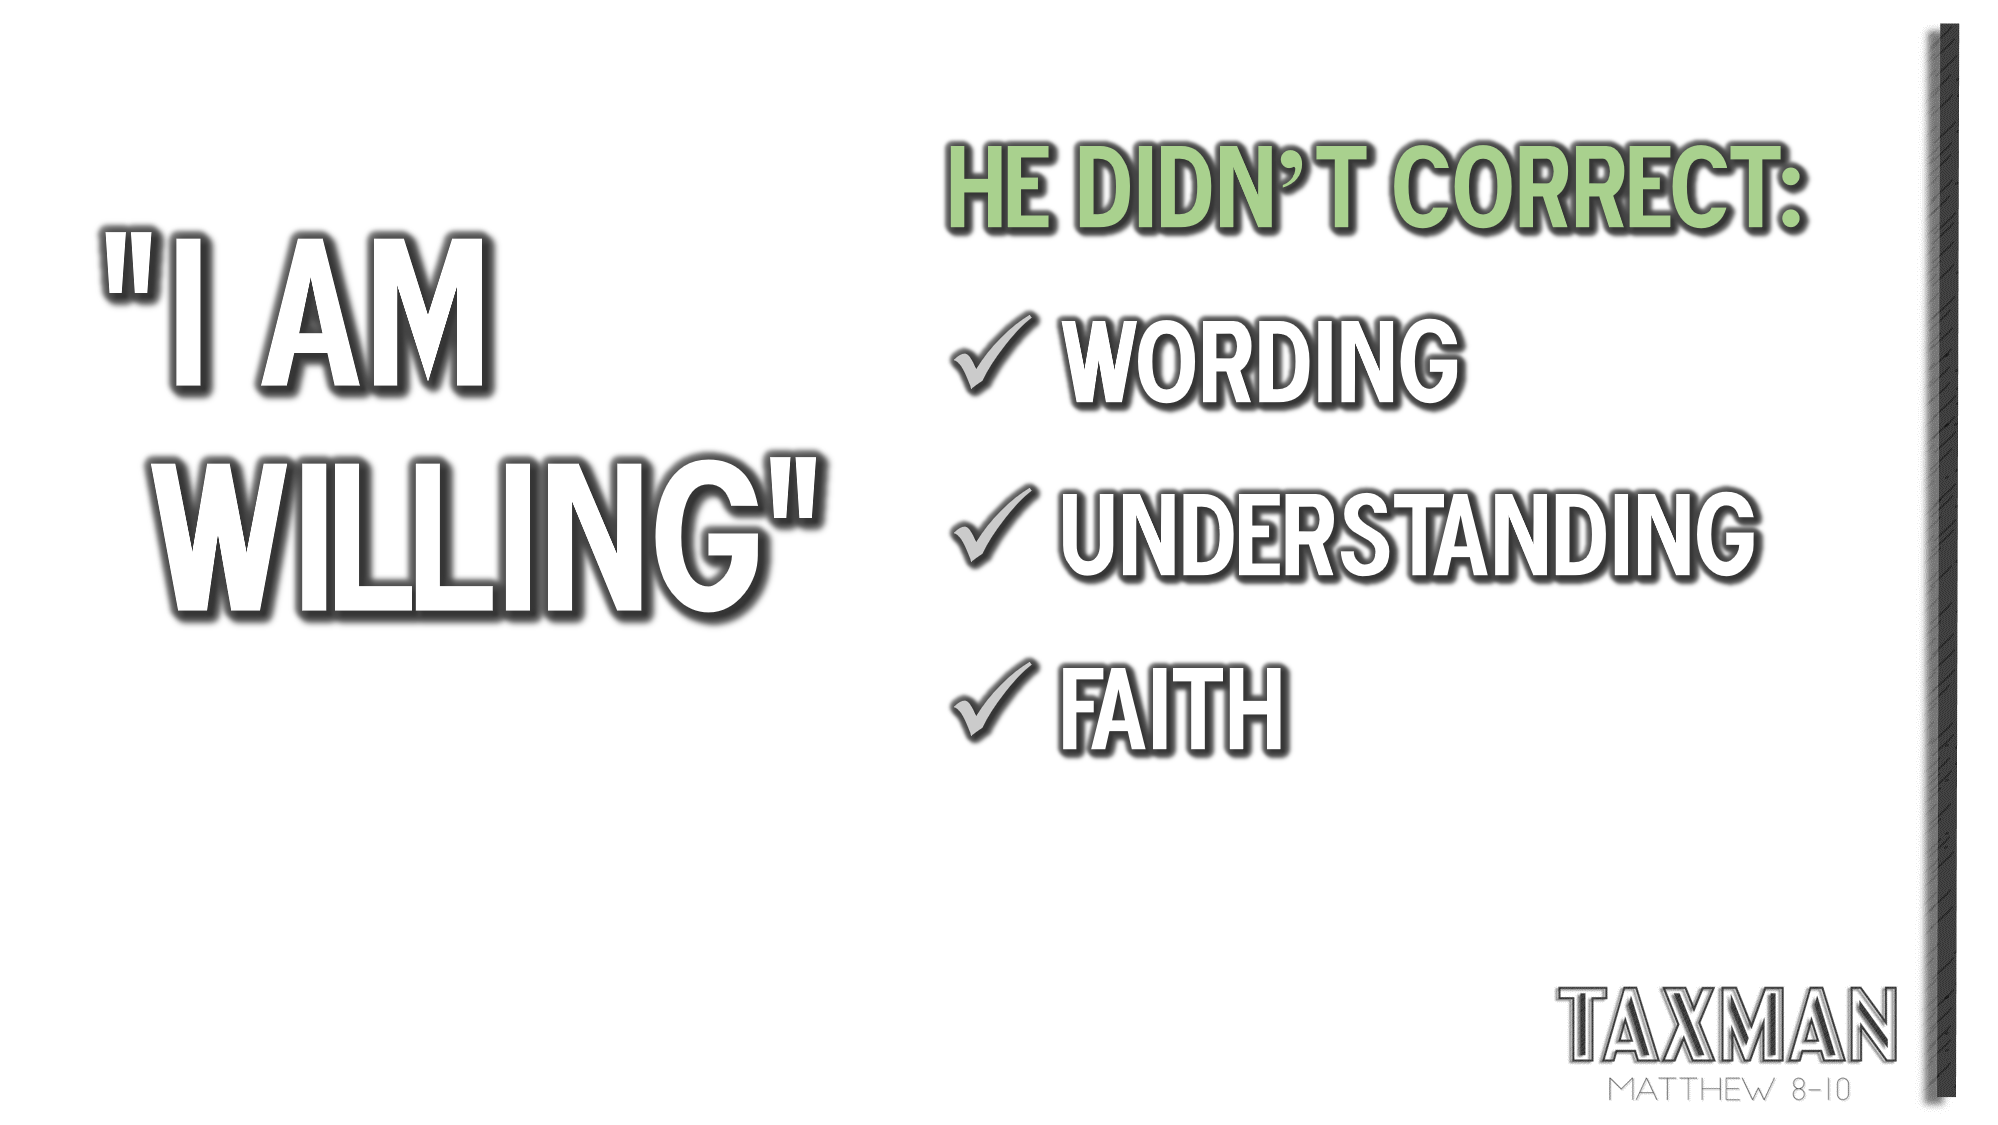 "I AM
WILLING"
HE DIDN’T CORRECT:
✓ WORDING
✓ UNDERSTANDING
✓ FAITH
TAXMAN
MATTHEW 8-10